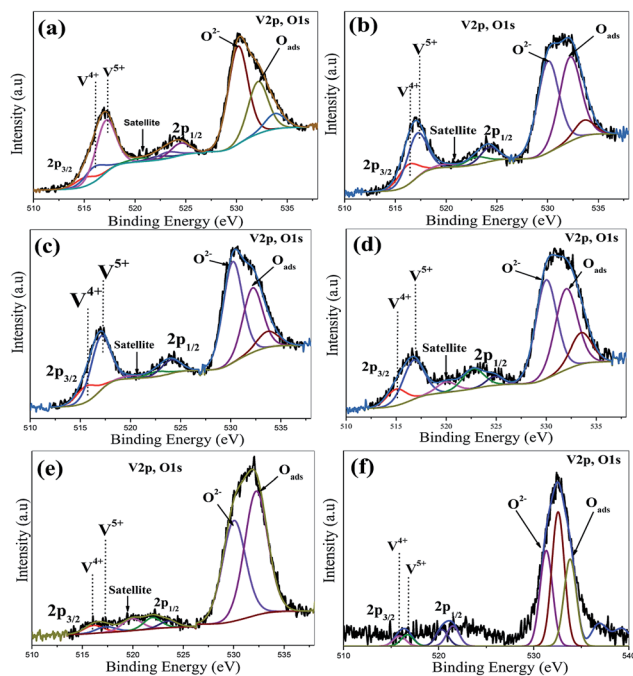 (a)
V2p, O1s
O²⁻
O_ads
V⁵⁺
V⁴⁺
Satellite
2p₁/₂
2p₃/₂
Intensity (a.u)
510 515 520 525 530 535
Binding Energy (eV)
(b)
V2p, O1s
O²⁻
O_ads
V⁵⁺
V⁴⁺
Satellite
2p₁/₂
2p₃/₂
Intensity (a.u)
510 515 520 525 530 535
Binding Energy (eV)
(c)
V2p, O1s
O²⁻
O_ads
V⁵⁺
V⁴⁺
Satellite
2p₁/₂
2p₃/₂
Intensity (a.u)
510 515 520 525 530 535
Binding Energy (eV)
(d)
V2p, O1s
O²⁻
O_ads
V⁵⁺
V⁴⁺
Satellite
2p₁/₂
2p₃/₂
Intensity (a.u)
510 515 520 525 530 535
Binding Energy (eV)
(e)
V2p, O1s
O²⁻
O_ads
V⁵⁺
V⁴⁺
Satellite
2p₁/₂
2p₃/₂
Intensity (a.u)
510 515 520 525 530 535
Binding Energy (eV)
(f)
V2p, O1s
O²⁻
O_ads
V⁴⁺
V⁵⁺
2p₃/₂
2p₁/₂
Intensity (a.u)
510 520 530 540
Binding Energy (eV)